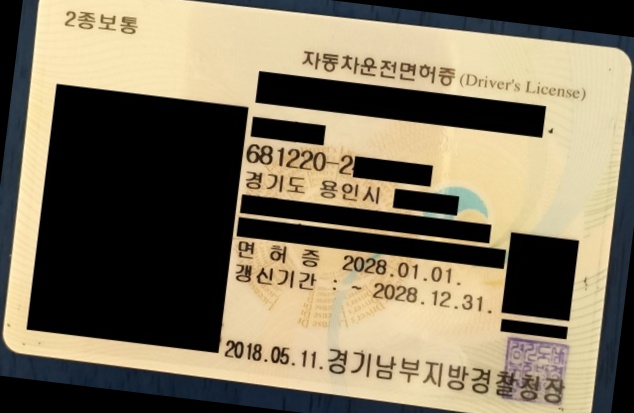 2종보통
자동차운전면허증 (Driver's License)
681220-2
경기도 용인시
면 허 증 2028.01.01.
갱신기간 : ~ 2028.12.31.
2018.05.11. 경기남부지방경찰청장